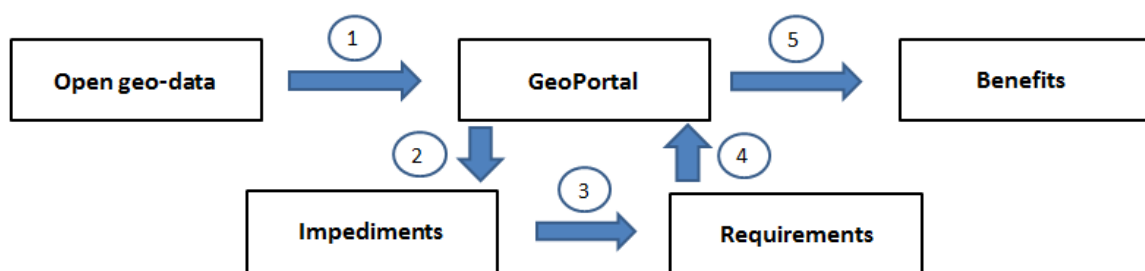 1
5
Open geo-data
GeoPortal
Benefits
2
4
3
Impediments
Requirements